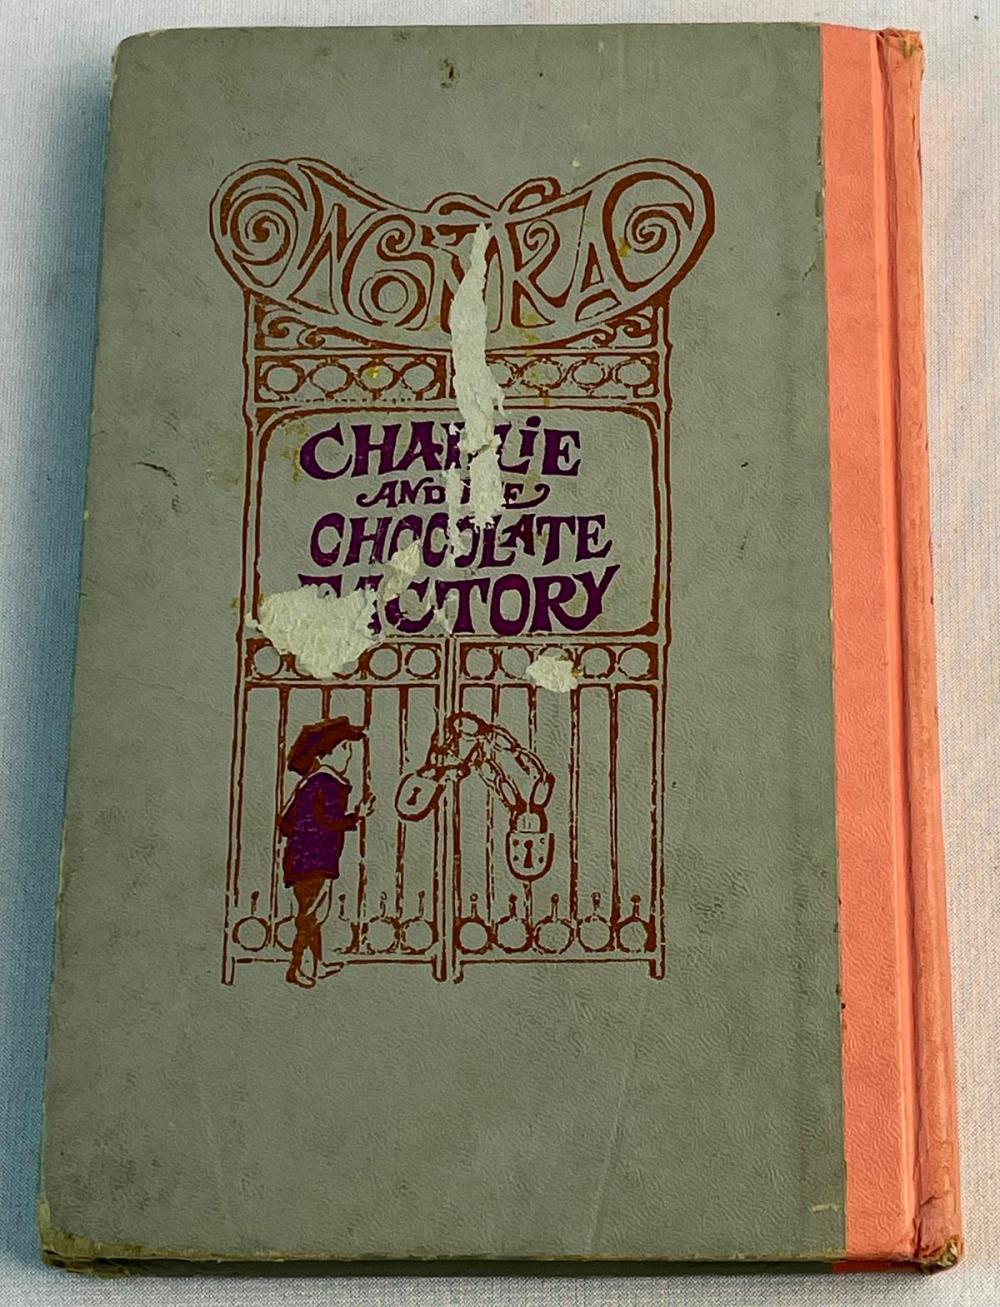 WONKA
CHARLiE
AND THE
CHOCOLATE
FACTORY